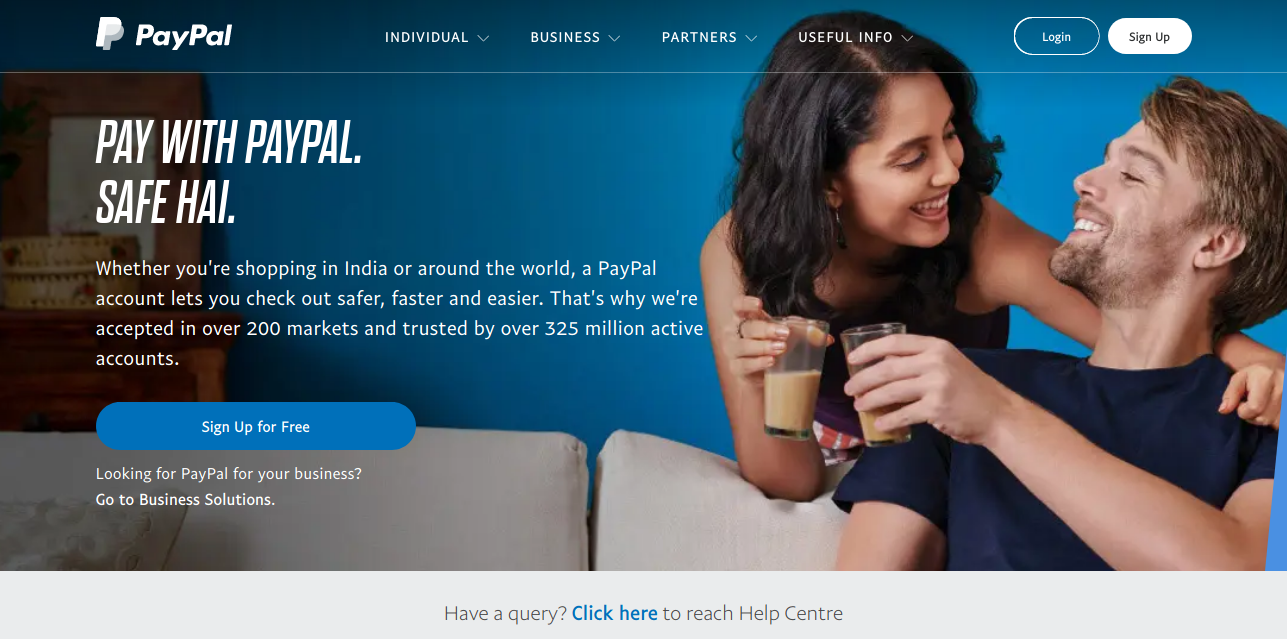 PayPal
INDIVIDUAL
BUSINESS
PARTNERS
USEFUL INFO
Login
Sign Up
PAY WITH PAYPAL.
SAFE HAI.
Whether you're shopping in India or around the world, a PayPal
account lets you check out safer, faster and easier. That's why we're
accepted in over 200 markets and trusted by over 325 million active
accounts.
Sign Up for Free
Looking for PayPal for your business?
Go to Business Solutions.
Have a query? Click here to reach Help Centre